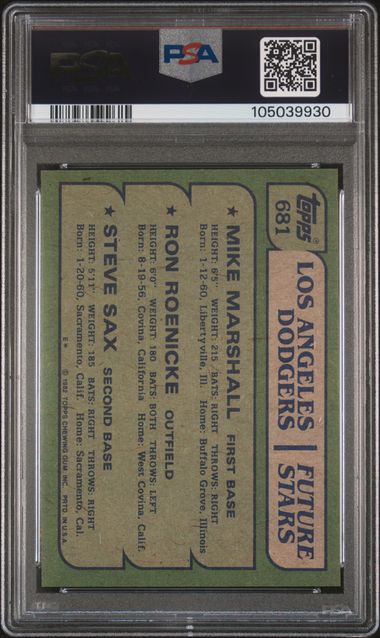 PSA
PSA
105039930
Topps®
681
LOS ANGELES
DODGERS
FUTURE
STARS
★ MIKE MARSHALL FIRST BASE
HEIGHT: 6'5" WEIGHT: 215 BATS: RIGHT THROWS: RIGHT
Born: 1-12-60, Libertyville, Ill. Home: Buffalo Grove, Illinois
★ RON ROENICKE OUTFIELD
HEIGHT: 6'0" WEIGHT: 180 BATS: BOTH THROWS: LEFT
Born: 8-19-56, Covina, California Home: West Covina, Calif.
★ STEVE SAX SECOND BASE
HEIGHT: 5'11" WEIGHT: 185 BATS: RIGHT THROWS: RIGHT
Born: 1-20-60, Sacramento, Calif. Home: Sacramento, Cal.
E* © 1982 TOPPS CHEWING GUM, INC. PRTD. IN U.S.A.
PSA